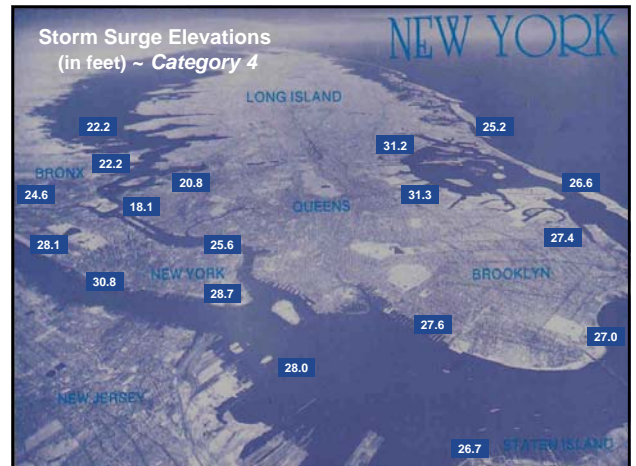 Storm Surge Elevations
(in feet) ~ Category 4
NEW YORK
LONG ISLAND
22.2
25.2
31.2
22.2
BRONX
20.8
24.6
26.6
31.3
18.1
QUEENS
27.4
28.1
25.6
NEW YORK
BROOKLYN
30.8
28.7
27.6
27.0
28.0
NEW JERSEY
26.7
STATEN ISLAND